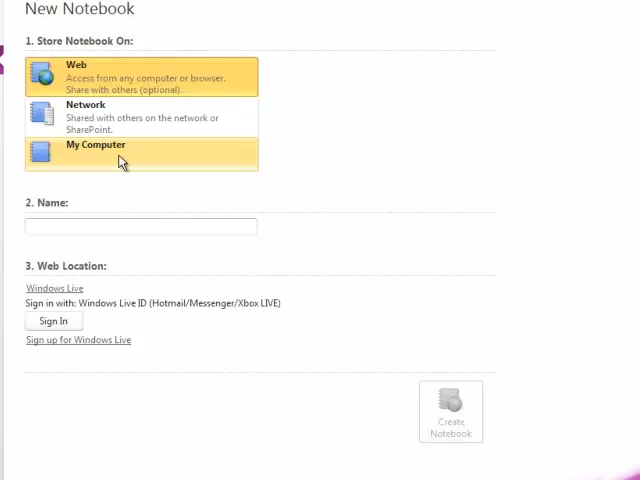 New Notebook
1. Store Notebook On:
Web
Access from any computer or browser.
Share with others (optional).
Network
Shared with others on the network or
SharePoint.
My Computer
2. Name:
3. Web Location:
Windows Live
Sign in with: Windows Live ID (Hotmail/Messenger/Xbox LIVE)
Sign In
Sign up for Windows Live
Create
Notebook